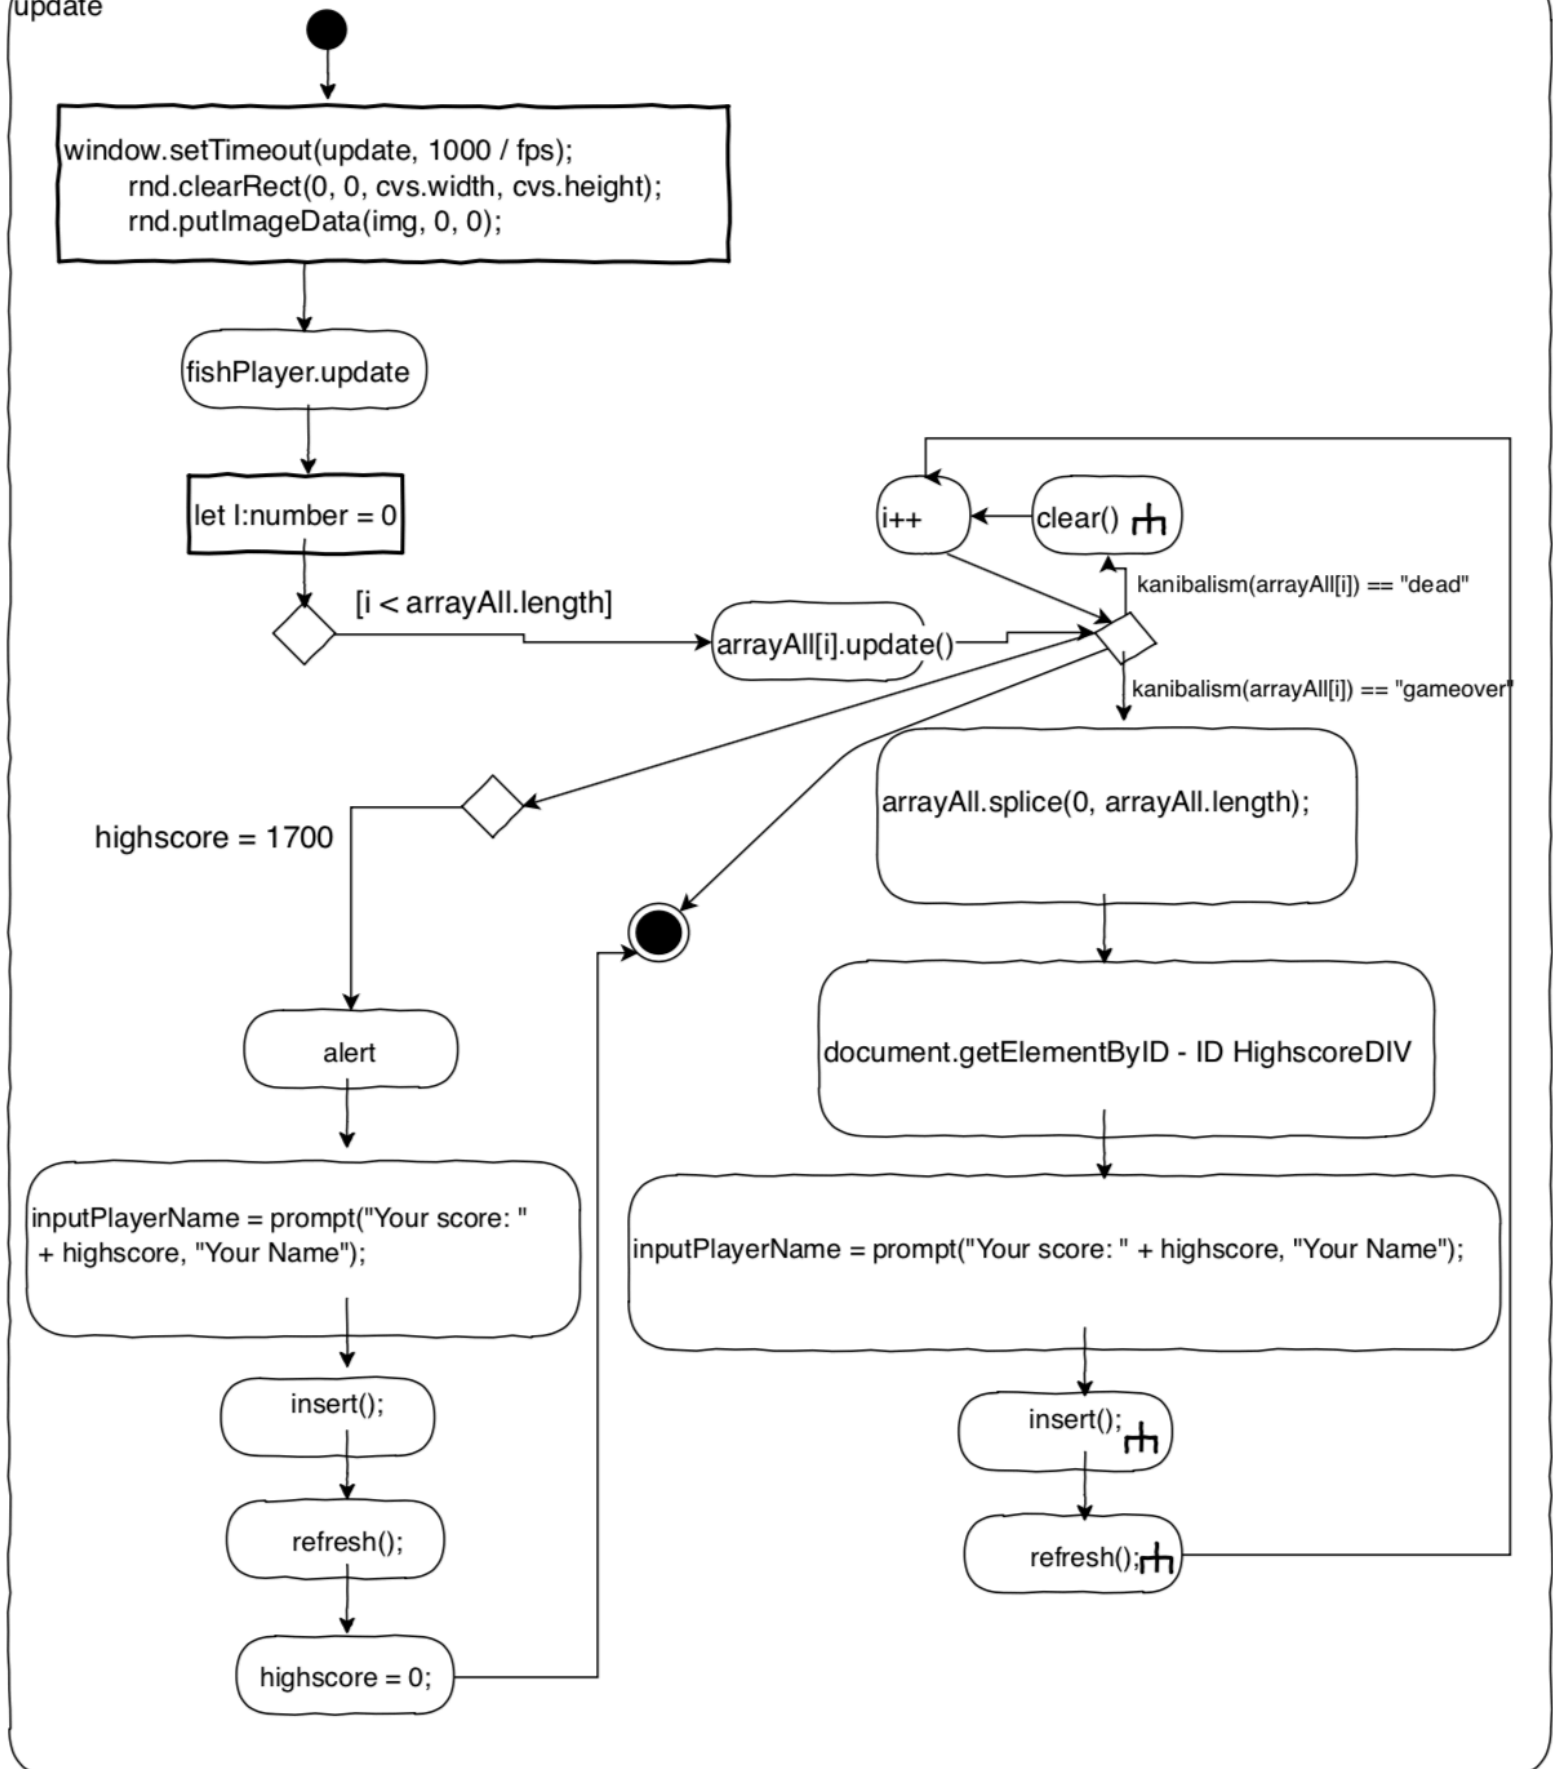 update
window.setTimeout(update, 1000 / fps);
rnd.clearRect(0, 0, cvs.width, cvs.height);
rnd.putImageData(img, 0, 0);
fishPlayer.update
let I:number = 0
[i < arrayAll.length]
arrayAll[i].update()
i++
clear()
kanibalism(arrayAll[i]) == "dead"
kanibalism(arrayAll[i]) == "gameover"
arrayAll.splice(0, arrayAll.length);
document.getElementByID - ID HighscoreDIV
inputPlayerName = prompt("Your score: " + highscore, "Your Name");
insert();
refresh();
highscore = 1700
alert
inputPlayerName = prompt("Your score: "
+ highscore, "Your Name");
insert();
refresh();
highscore = 0;